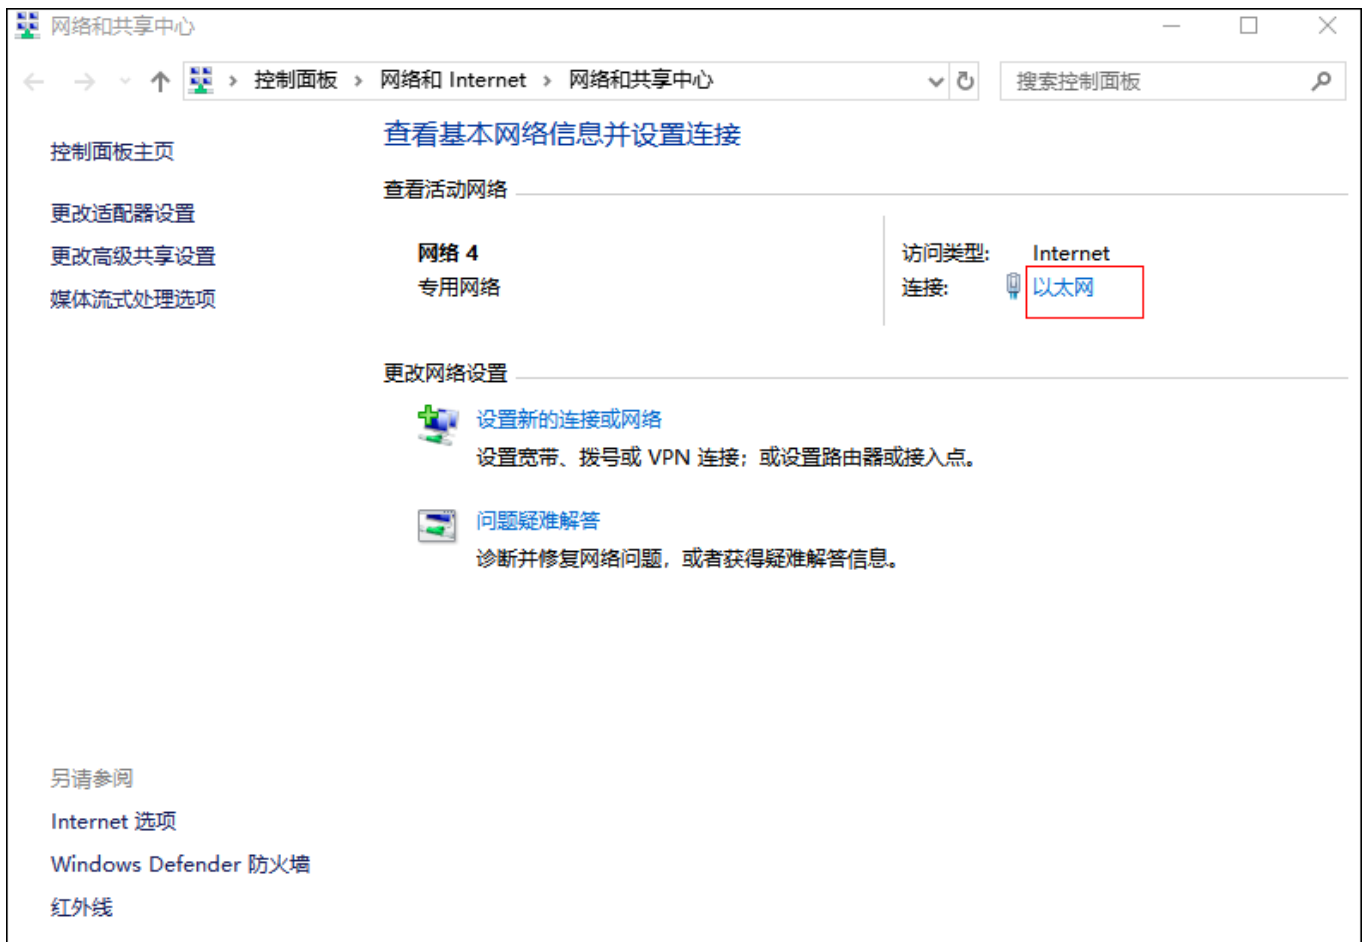 网络和共享中心
控制面板 › 网络和 Internet › 网络和共享中心
搜索控制面板
控制面板主页
更改适配器设置
更改高级共享设置
媒体流式处理选项
查看基本网络信息并设置连接
查看活动网络
网络 4
专用网络
访问类型: Internet
连接: 以太网
更改网络设置
设置新的连接或网络
设置宽带、拨号或 VPN 连接；或设置路由器或接入点。
问题疑难解答
诊断并修复网络问题，或者获得疑难解答信息。
另请参阅
Internet 选项
Windows Defender 防火墙
红外线